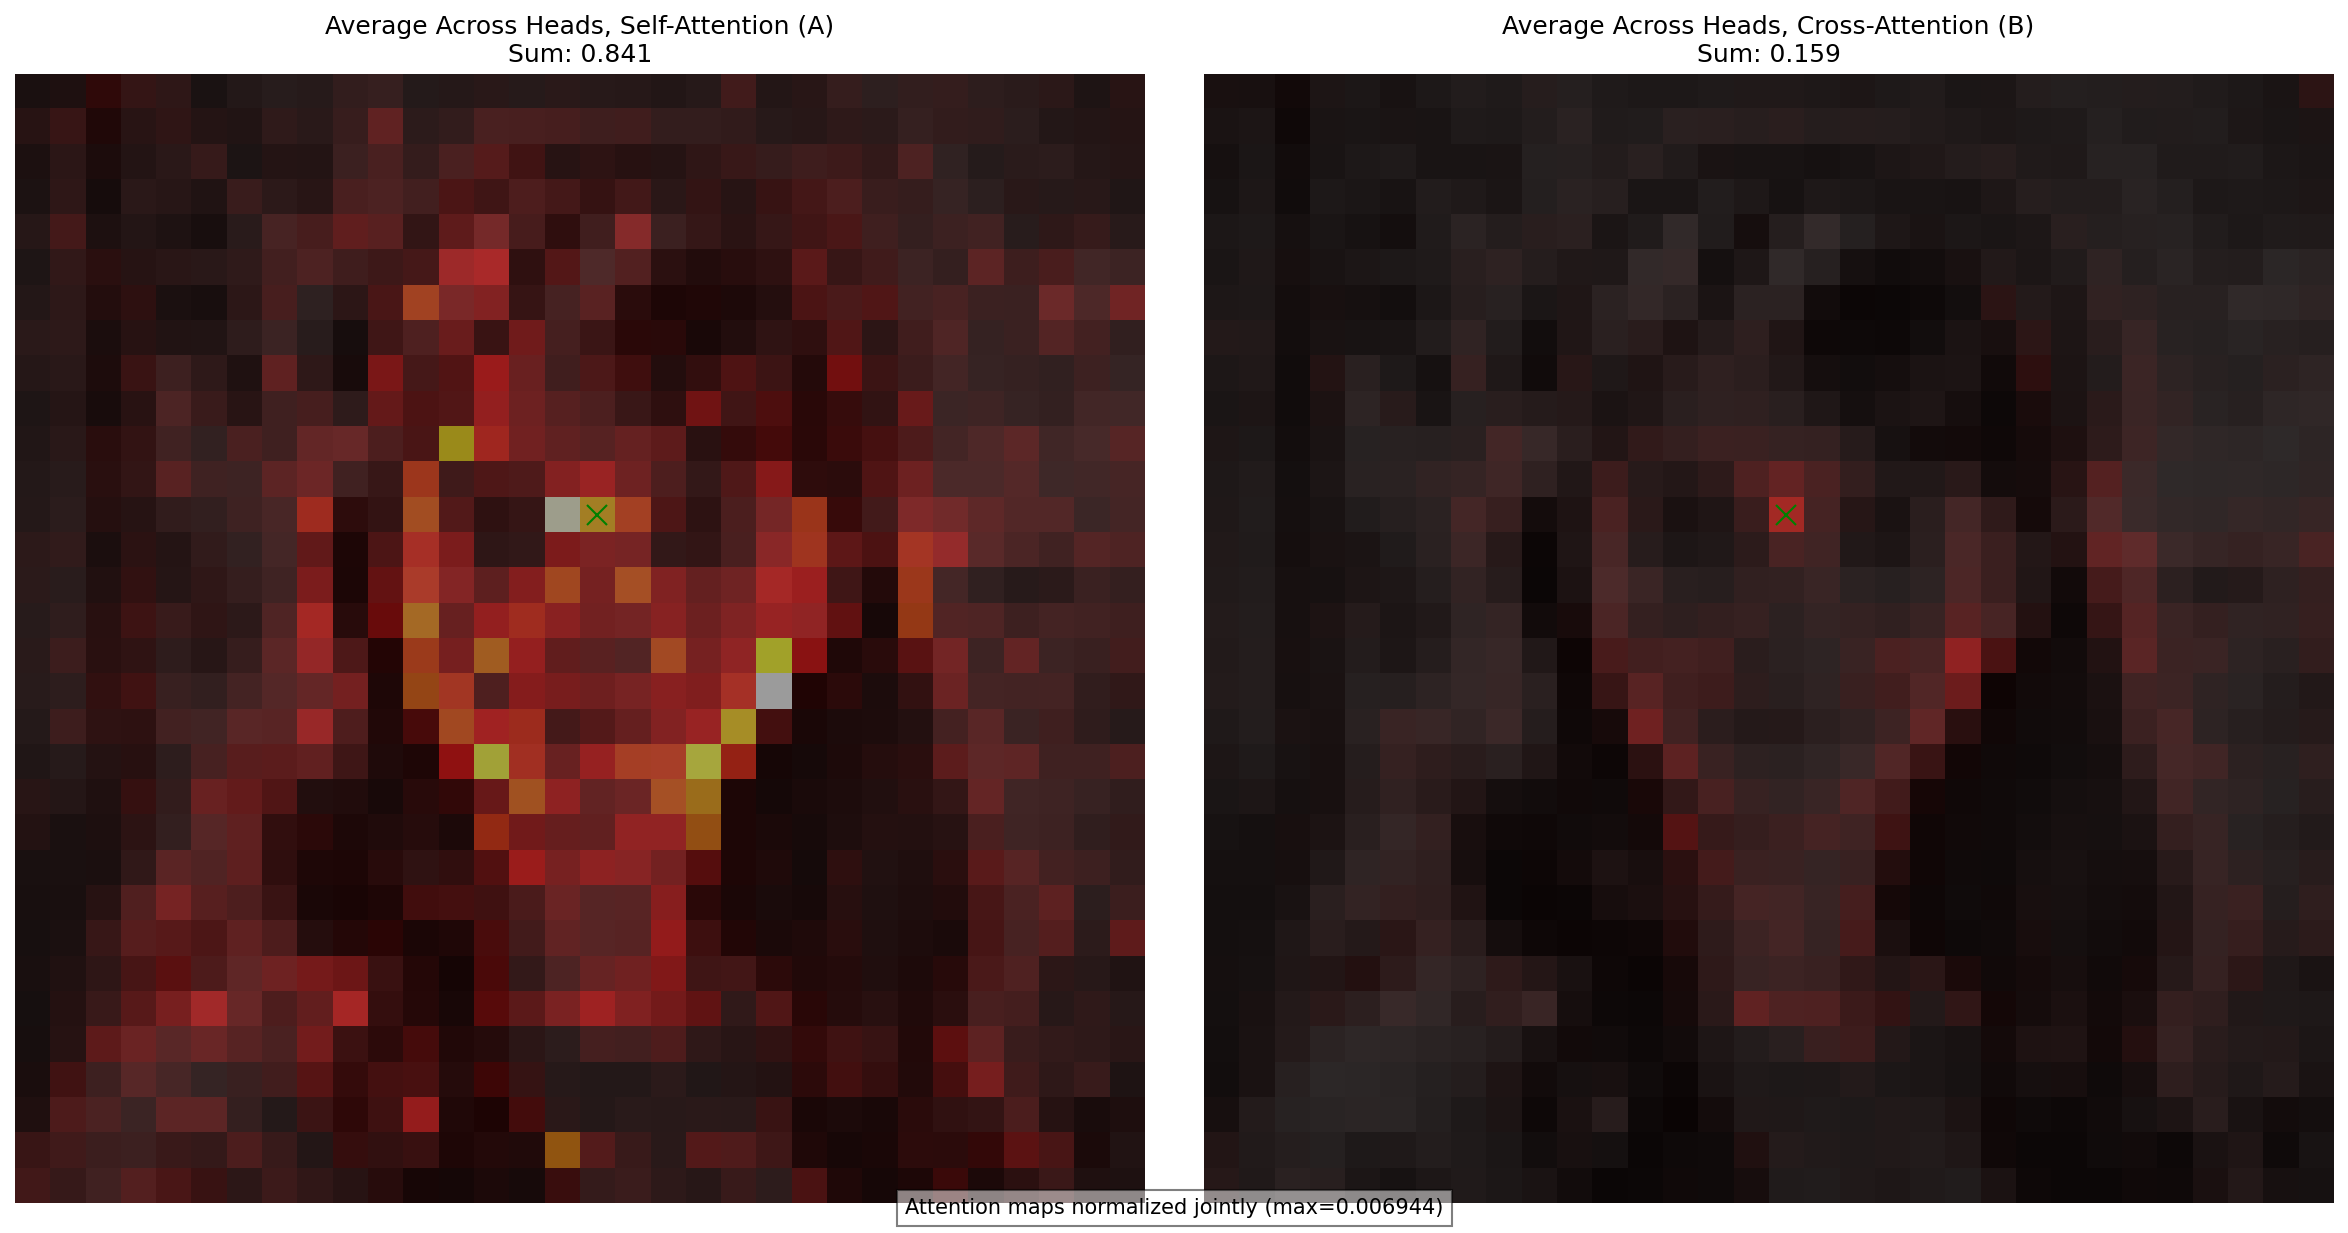 Average Across Heads, Self-Attention (A)
Sum: 0.841
Average Across Heads, Cross-Attention (B)
Sum: 0.159
Attention maps normalized jointly (max=0.006944)